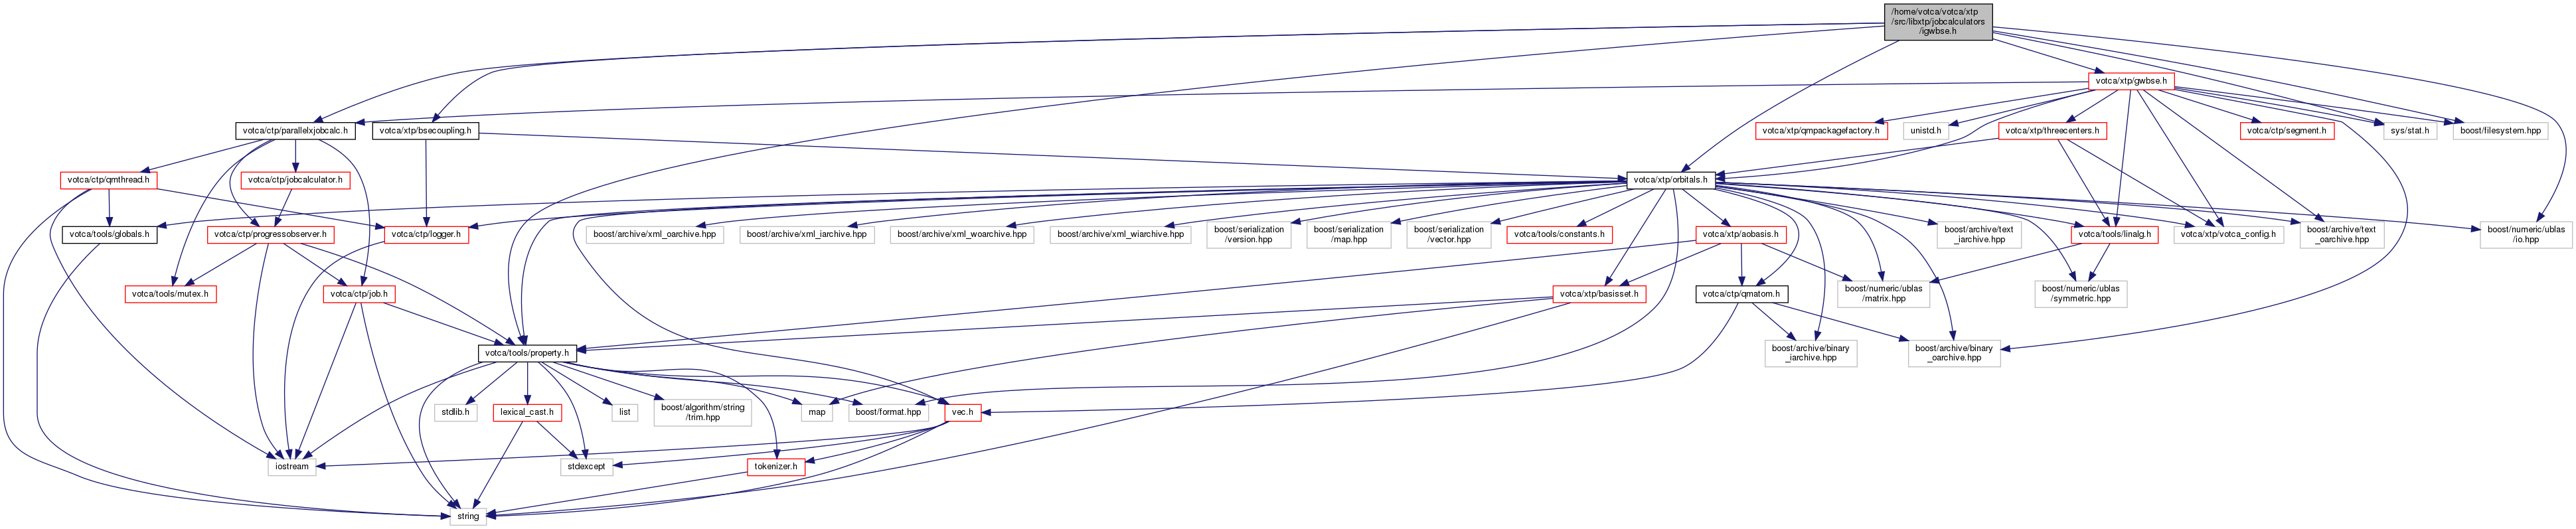 /home/votca/votca/xtp
/src/libxtp/jobcalculators
/igwbse.h
votca/xtp/gwbse.h
votca/ctp/parallelxjobcalc.h
votca/xtp/bsecoupling.h
votca/xtp/qmpackagefactory.h
unistd.h
votca/xtp/threecenters.h
votca/ctp/segment.h
sys/stat.h
boost/filesystem.hpp
votca/ctp/qmthread.h
votca/ctp/jobcalculator.h
votca/xtp/orbitals.h
votca/tools/globals.h
votca/ctp/progressobserver.h
votca/ctp/logger.h
boost/archive/xml_oarchive.hpp
boost/archive/xml_iarchive.hpp
boost/archive/xml_woarchive.hpp
boost/archive/xml_wiarchive.hpp
boost/serialization
/version.hpp
boost/serialization
/map.hpp
boost/serialization
/vector.hpp
votca/tools/constants.h
votca/xtp/aobasis.h
boost/archive/text
_iarchive.hpp
votca/tools/linalg.h
votca/xtp/votca_config.h
boost/archive/text
_oarchive.hpp
boost/numeric/ublas
/io.hpp
votca/tools/mutex.h
votca/ctp/job.h
votca/xtp/basisset.h
votca/ctp/qmatom.h
boost/numeric/ublas
/matrix.hpp
boost/numeric/ublas
/symmetric.hpp
votca/tools/property.h
boost/archive/binary
_iarchive.hpp
boost/archive/binary
_oarchive.hpp
stdlib.h
lexical_cast.h
list
boost/algorithm/string
/trim.hpp
map
boost/format.hpp
vec.h
iostream
stdexcept
tokenizer.h
string